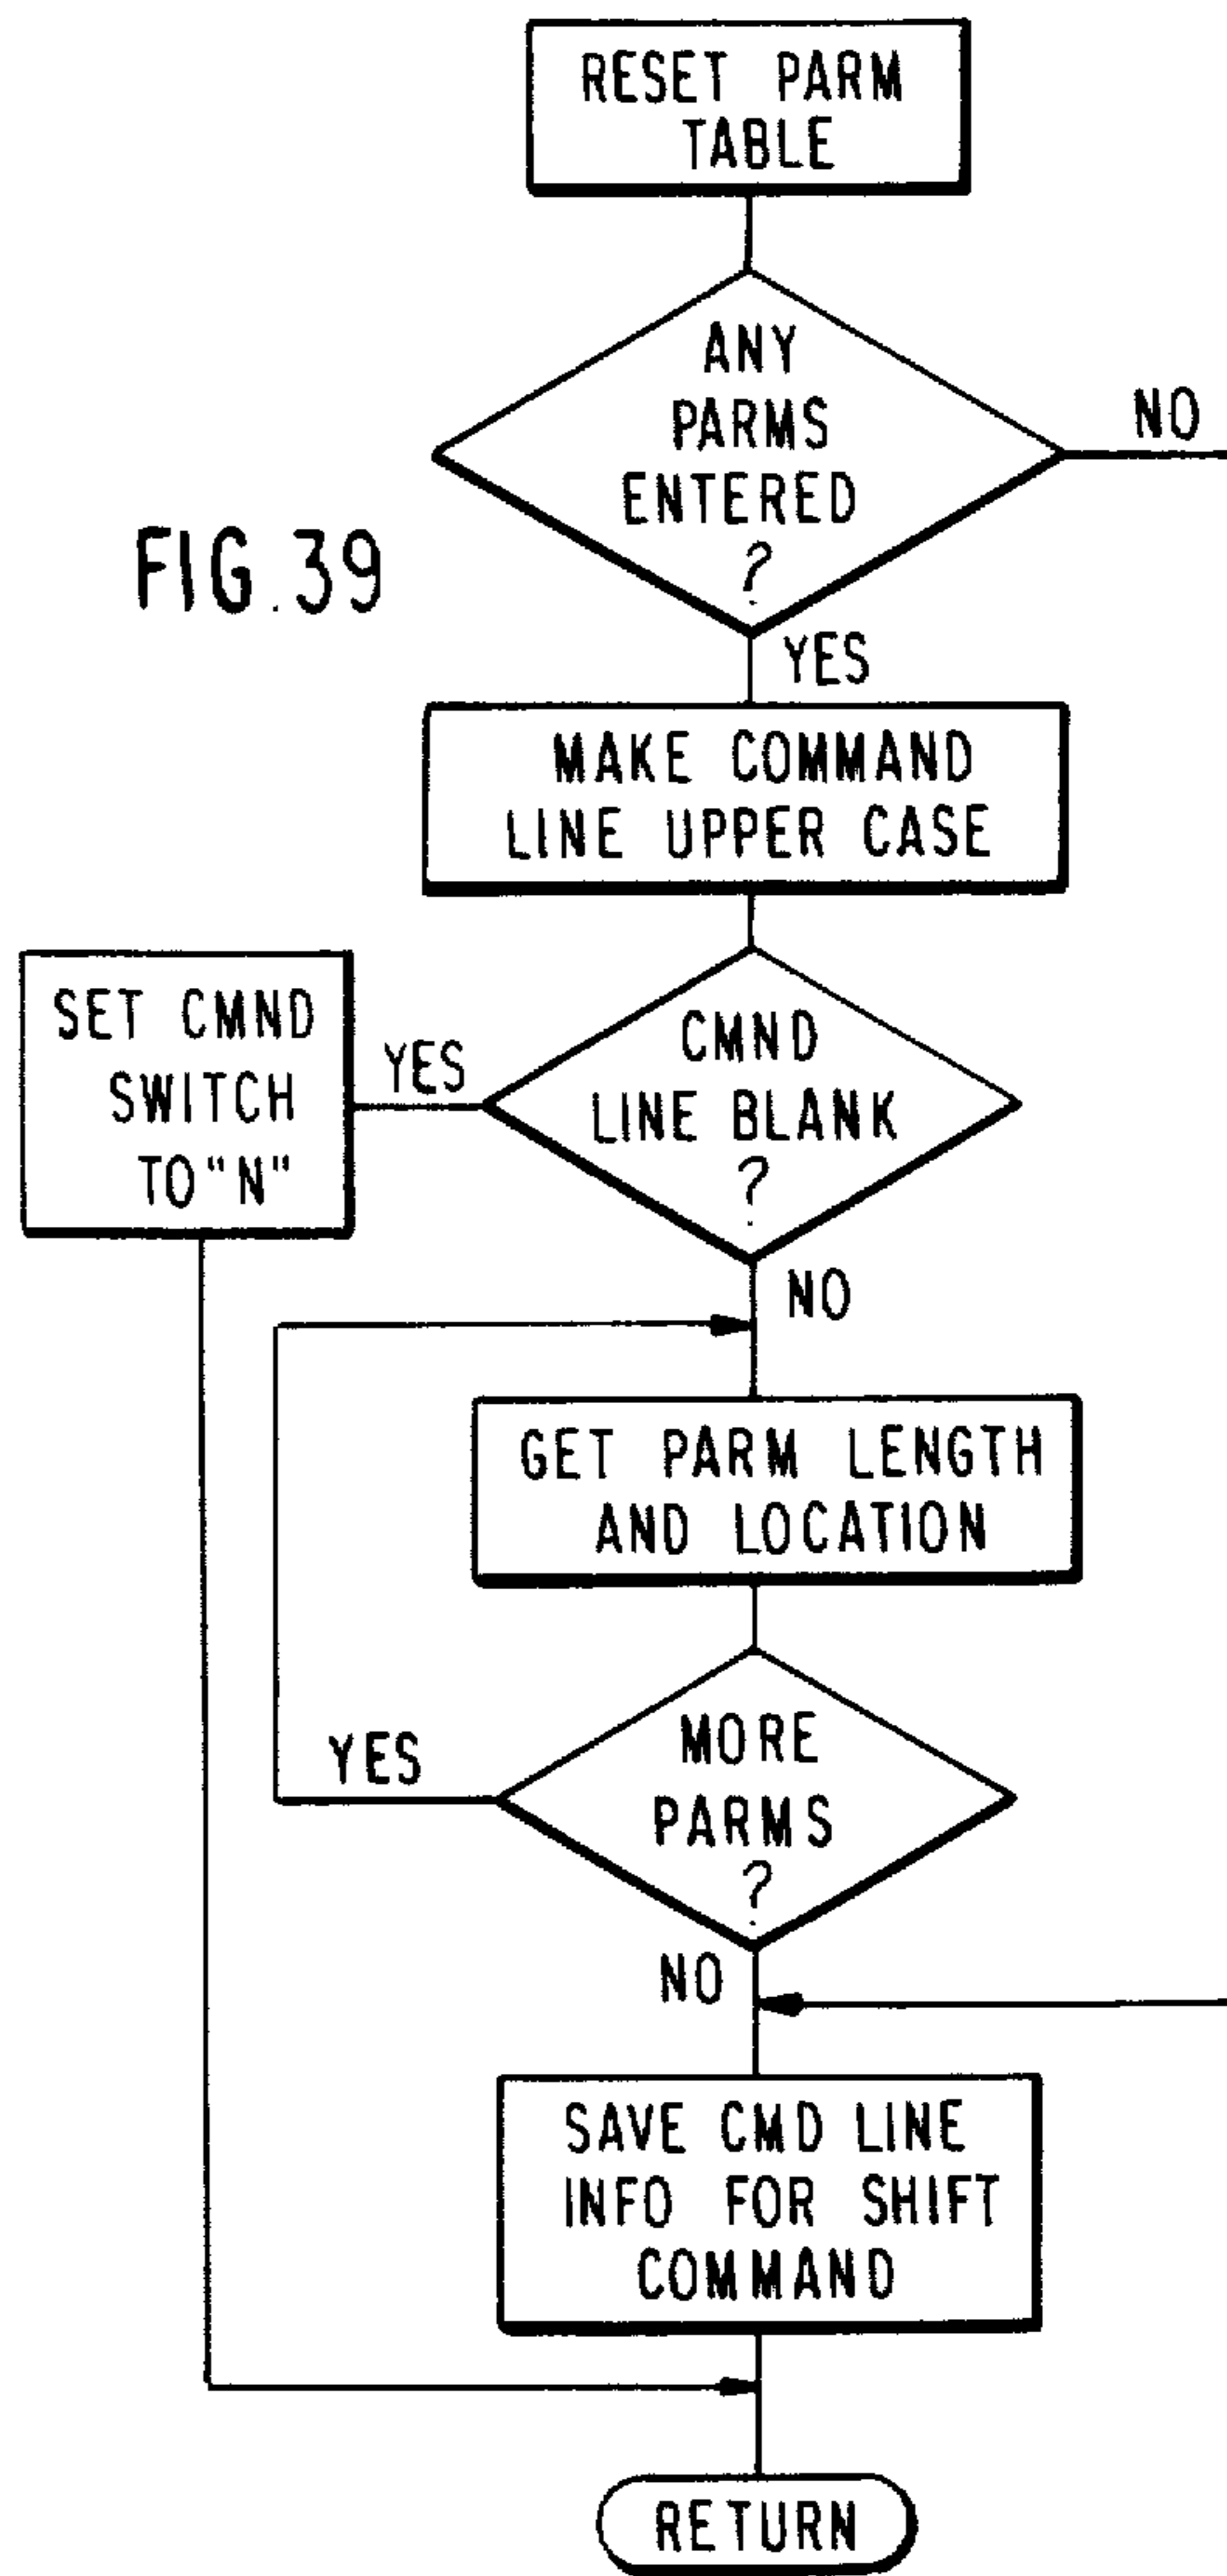 RESET PARM
TABLE
ANY
PARMS
ENTERED
?
NO
FIG. 39
YES
MAKE COMMAND
LINE UPPER CASE
SET CMND
SWITCH
TO "N"
YES
CMND
LINE BLANK
?
NO
GET PARM LENGTH
AND LOCATION
YES
MORE
PARMS
?
NO
SAVE CMD LINE
INFO FOR SHIFT
COMMAND
RETURN